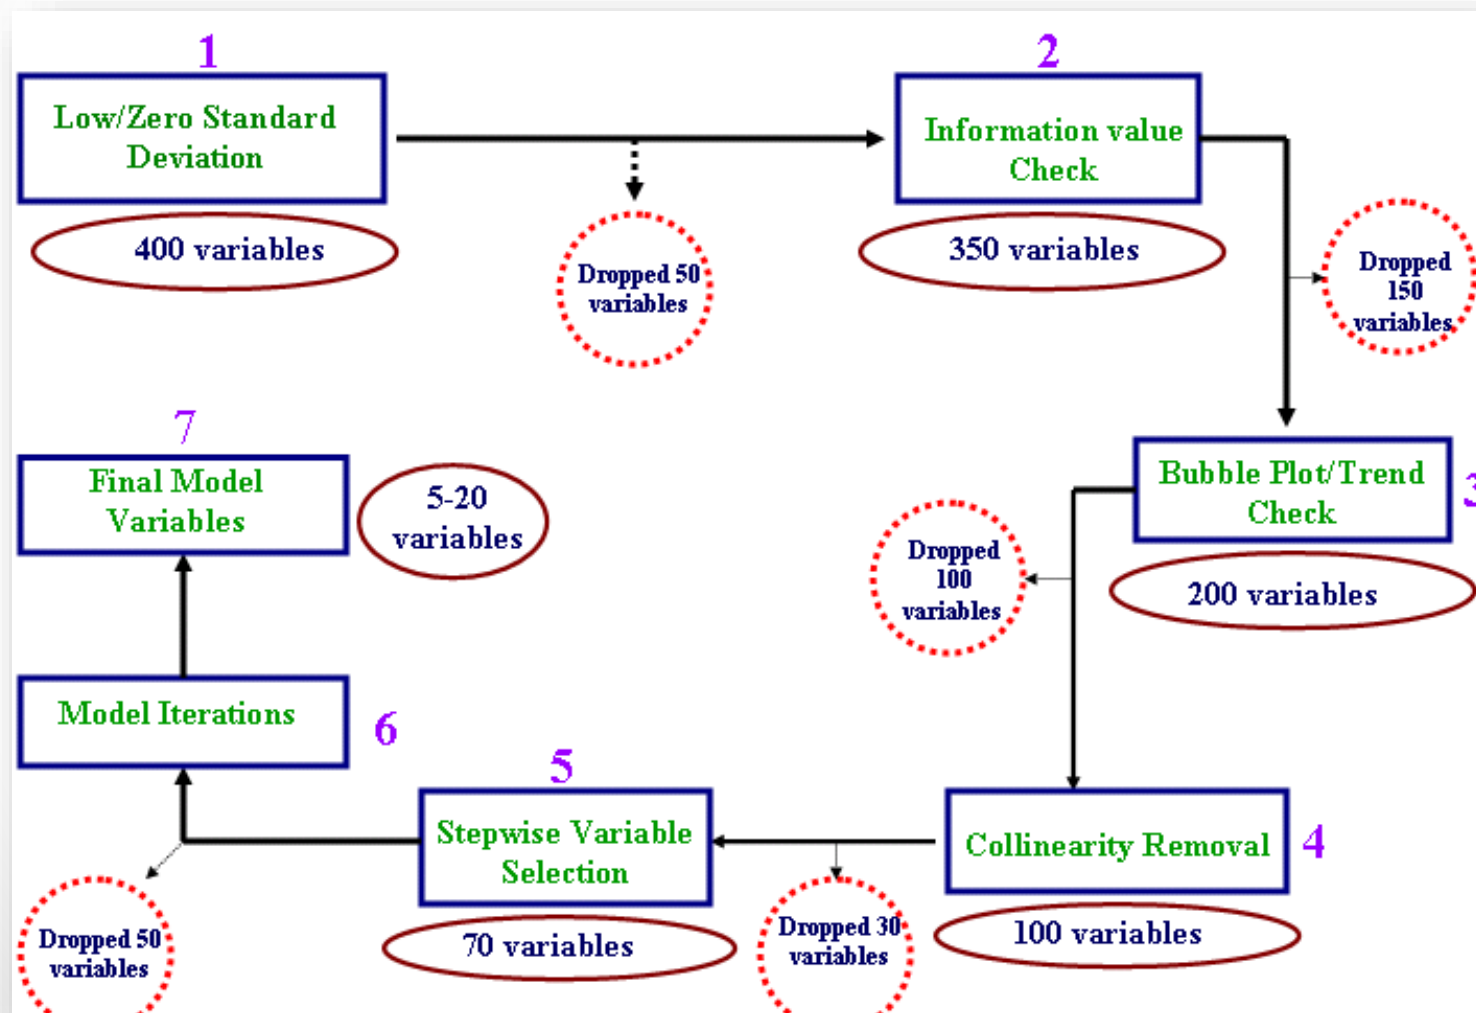 1
Low/Zero Standard
Deviation
400 variables
Dropped 50
variables
2
Information value
Check
350 variables
Dropped
150
variables
3
Bubble Plot/Trend
Check
200 variables
Dropped
100
variables
4
Collinearity Removal
100 variables
Dropped 30
variables
5
Stepwise Variable
Selection
70 variables
Dropped 50
variables
6
Model Iterations
7
Final Model
Variables
5-20
variables